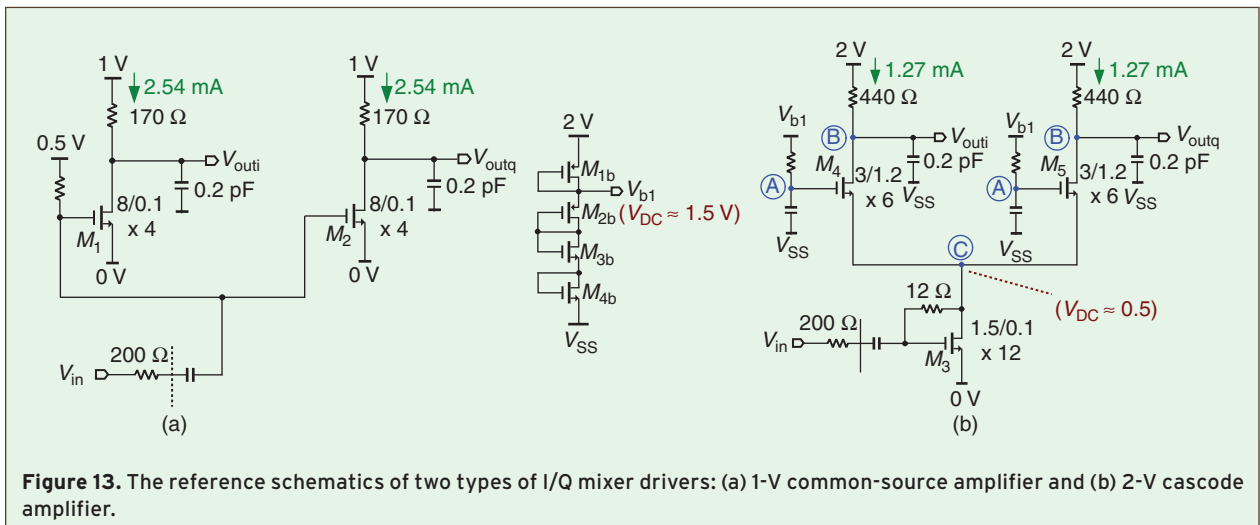 1 V
2.54 mA
170 Ω
0.5 V
V_outi
0.2 pF
8/0.1
x 4
M_1
0 V
1 V
2.54 mA
170 Ω
V_outq
0.2 pF
8/0.1
x 4
M_2
0 V
200 Ω
V_in
(a)
2 V
M_1b
V_b1
M_2b (V_DC ≈ 1.5 V)
M_3b
M_4b
V_SS
2 V
1.27 mA
440 Ω
V_b1
B
V_outi
M_4
0.2 pF
A
3/1.2
x 6
V_SS
V_SS
2 V
1.27 mA
440 Ω
V_b1
B
V_outq
M_5
0.2 pF
A
3/1.2
x 6
V_SS
V_SS
C
12 Ω
(V_DC ≈ 0.5)
200 Ω
V_in
1.5/0.1
x 12
M_3
0 V
(b)
Figure 13. The reference schematics of two types of I/Q mixer drivers: (a) 1-V common-source amplifier and (b) 2-V cascode
amplifier.